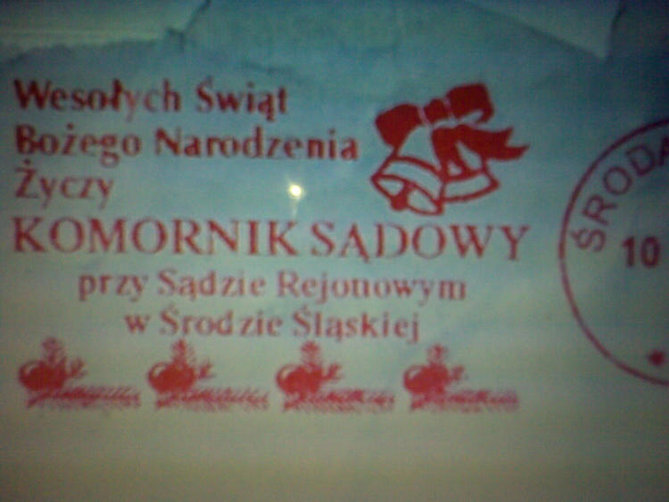 Wesołych Świąt
Bożego Narodzenia
Życzy
KOMORNIK SĄDOWY
przy Sądzie Rejonowym
w Środzie Śląskiej
ŚRODA
10